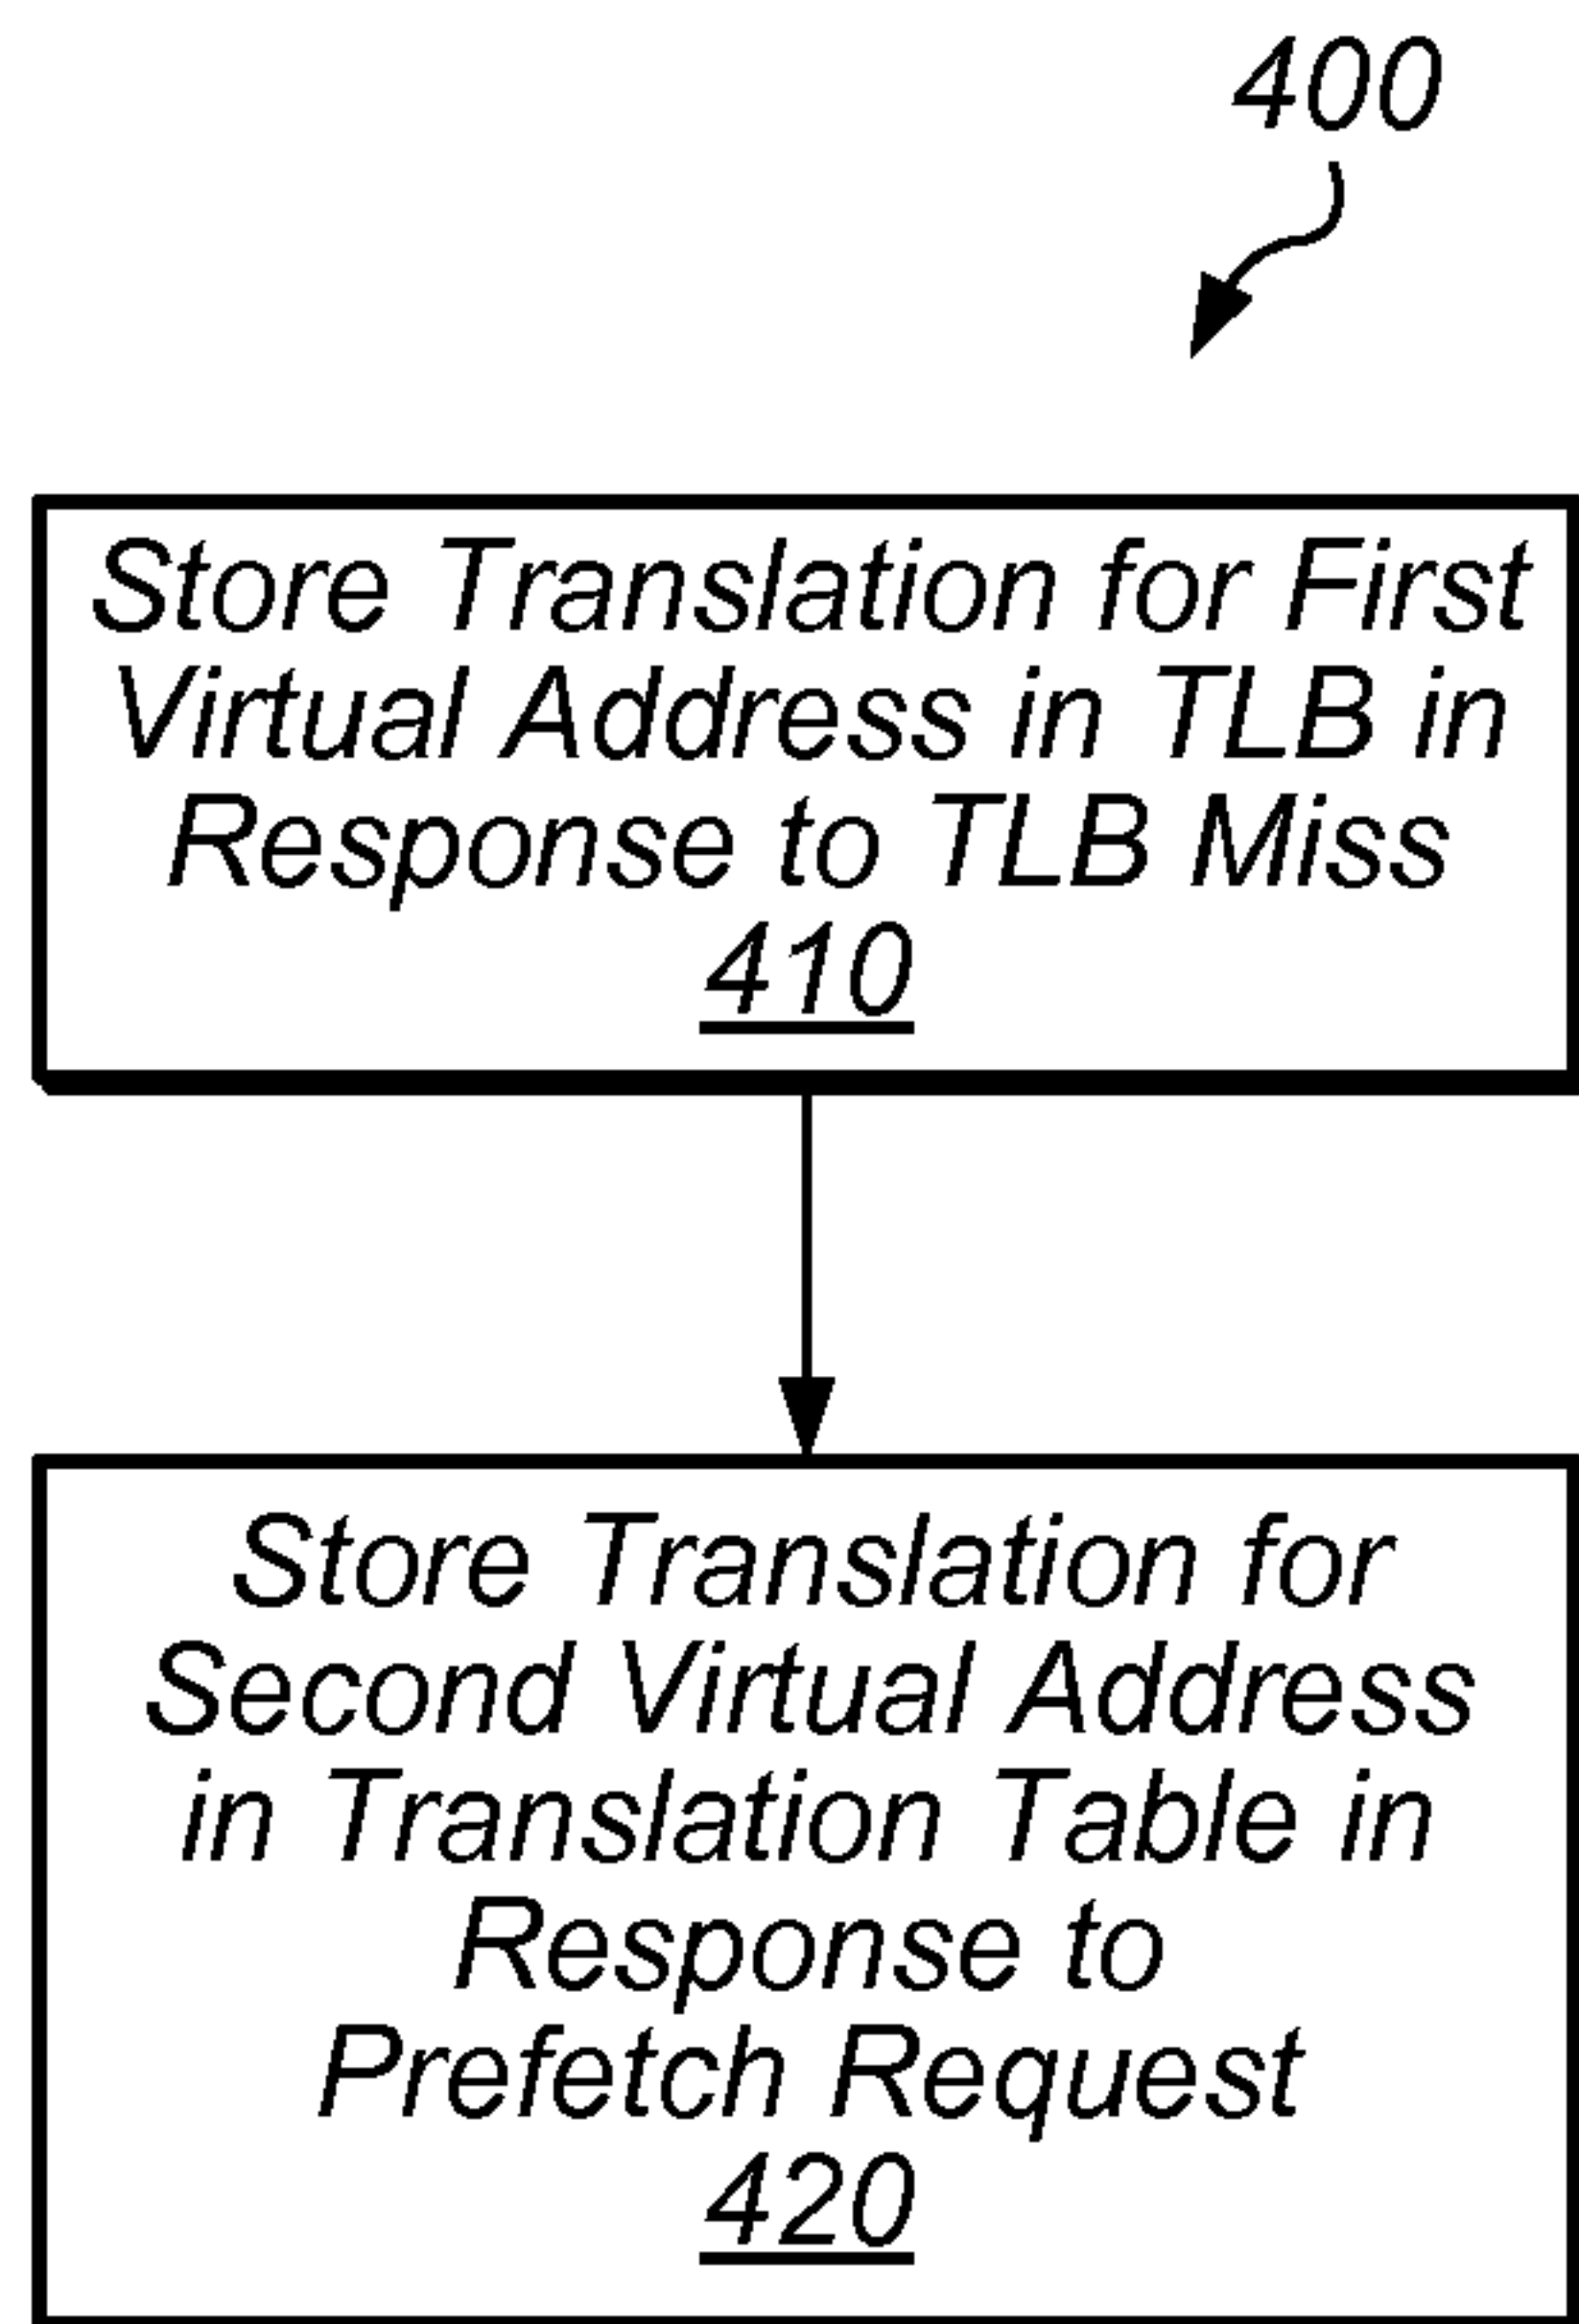 400
Store Translation for First
Virtual Address in TLB in
Response to TLB Miss
410
Store Translation for
Second Virtual Address
in Translation Table in
Response to
Prefetch Request
420